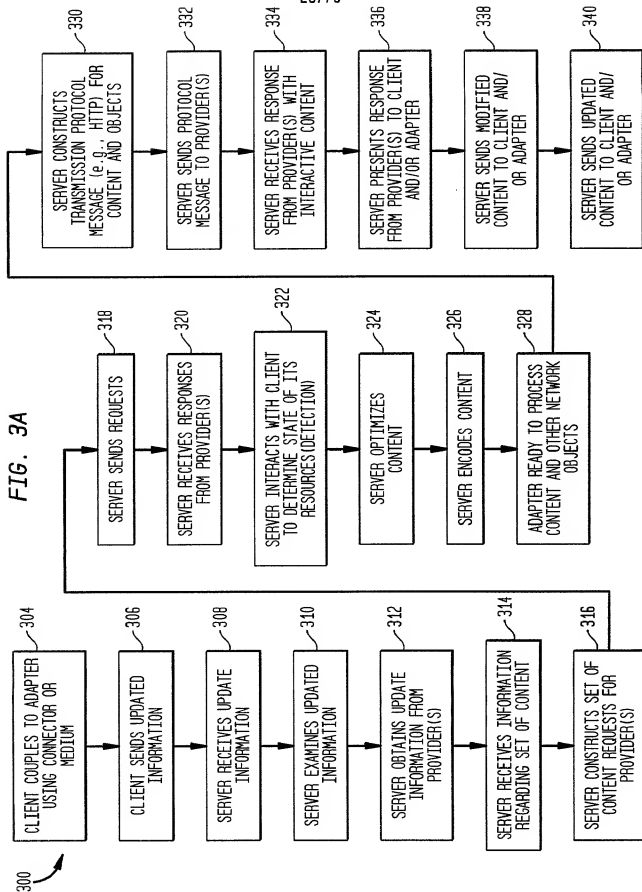 FIG. 3A
300
CLIENT COUPLES TO ADAPTER
USING CONNECTOR OR
MEDIUM
304
CLIENT SENDS UPDATED
INFORMATION
306
SERVER RECEIVES UPDATE
INFORMATION
308
SERVER EXAMINES UPDATED
INFORMATION
310
SERVER OBTAINS UPDATE
INFORMATION FROM
PROVIDER(S)
312
SERVER RECEIVES INFORMATION
REGARDING SET OF CONTENT
314
SERVER CONSTRUCTS SET OF
CONTENT REQUESTS FOR
PROVIDER(S)
316
SERVER SENDS REQUESTS
318
SERVER RECEIVES RESPONSES
FROM PROVIDER(S)
320
SERVER INTERACTS WITH CLIENT
TO DETERMINE STATE OF ITS
RESOURCES(DETECTION)
322
SERVER OPTIMIZES
CONTENT
324
SERVER ENCODES CONTENT
326
ADAPTER READY TO PROCESS
CONTENT AND OTHER NETWORK
OBJECTS
328
SERVER CONSTRUCTS
TRANSMISSION PROTOCOL
MESSAGE (e.g., HTTP) FOR
CONTENT AND OBJECTS
330
SERVER SENDS PROTOCOL
MESSAGE TO PROVIDER(S)
332
SERVER RECEIVES RESPONSE
FROM PROVIDER(S) WITH
INTERACTIVE CONTENT
334
SERVER PRESENTS RESPONSE
FROM PROVIDER(S) TO CLIENT
AND/OR ADAPTER
336
SERVER SENDS MODIFIED
CONTENT TO CLIENT AND/
OR ADAPTER
338
SERVER SENDS UPDATED
CONTENT TO CLIENT AND/
OR ADAPTER
340